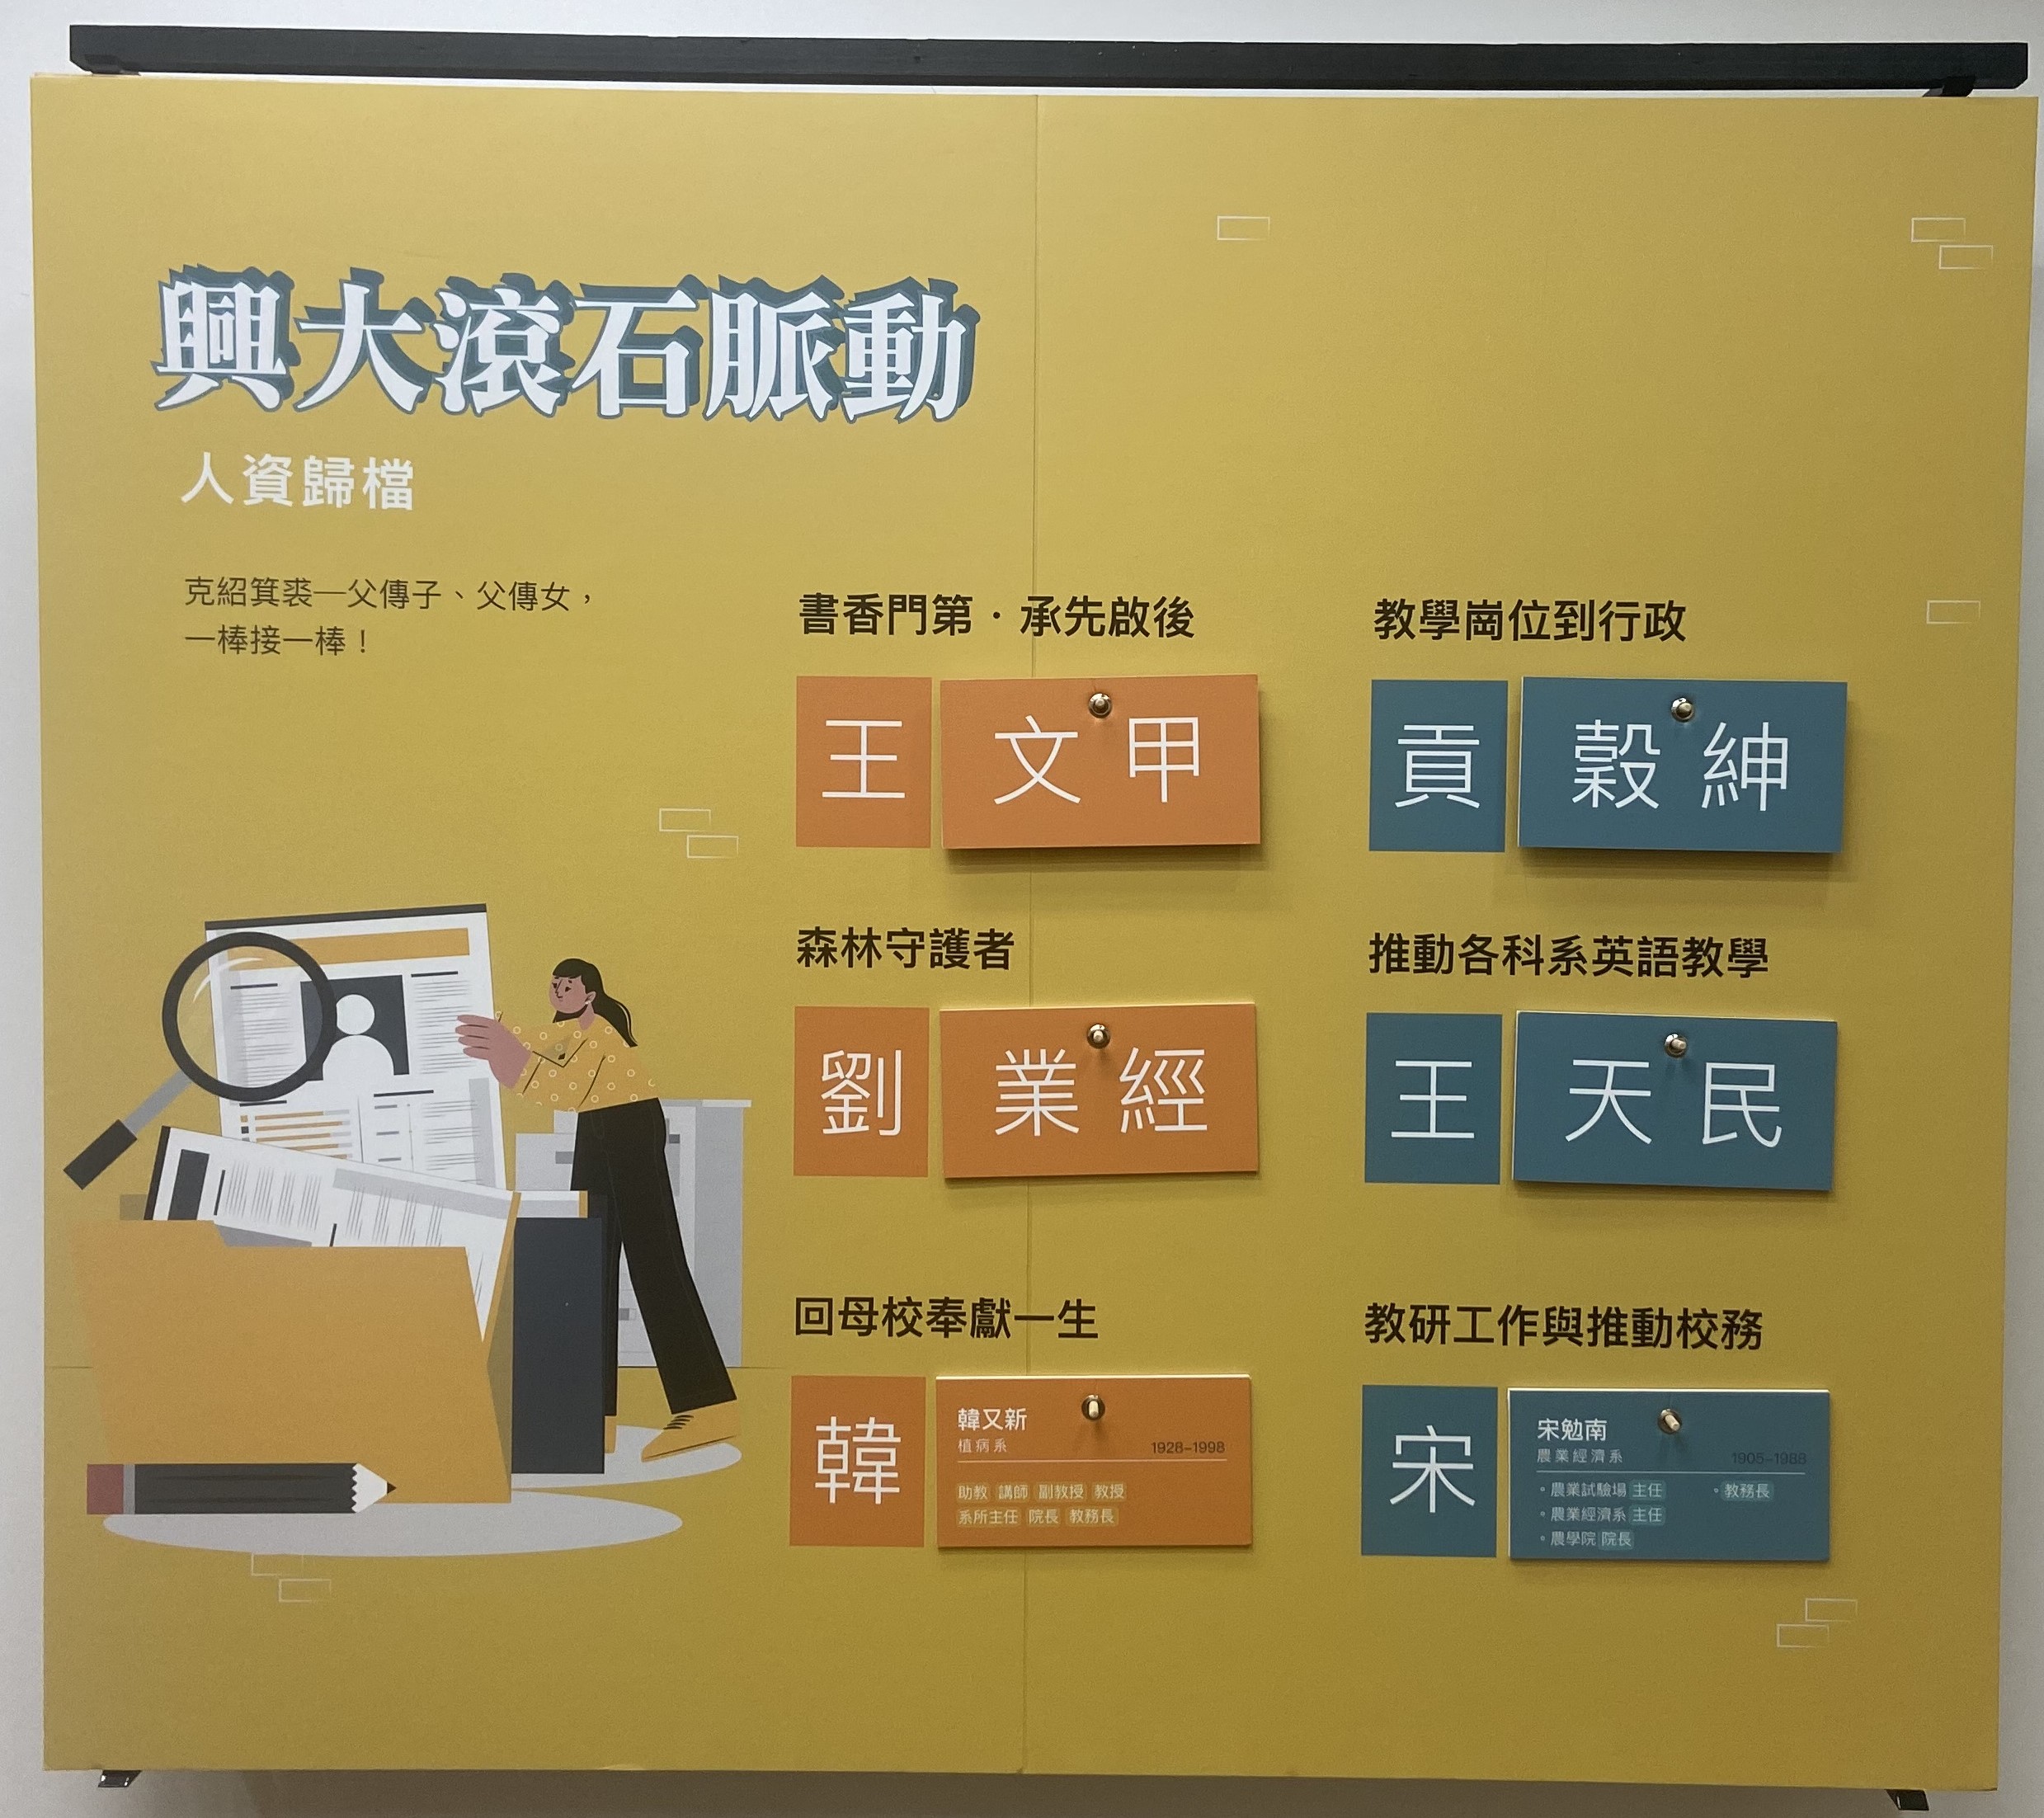 興大滾石脈動
人資歸檔
克紹箕裘—父傳子、父傳女，
一棒接一棒！
書香門第．承先啟後
王 文甲
森林守護者
劉 業經
回母校奉獻一生
韓
韓又新
植病系 1928-1998
助教 講師 副教授 教授
系所主任 院長 教務長
教學崗位到行政
貢 穀紳
推動各科系英語教學
王 天民
教研工作與推動校務
宋
宋勉南
農業經濟系 1905-1988
•農業試驗場 主任 •教務長
•農業經濟系 主任
•農學院 院長